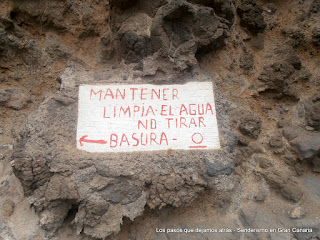 MANTENER
LIMPIA-EL AGUA
NO TIRAR
BASURA-
Los pasos que dejamos atrás - Senderismo en Gran Canaria